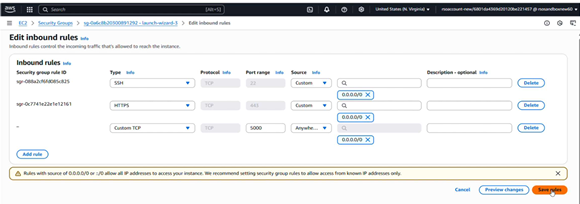 aws
Search
[Alt+S]
United States (N. Virginia)
EC2
Security Groups
Edit inbound rules
Edit inbound rules Info
Inbound rules control the incoming traffic that's allowed to reach the instance.
Inbound rules Info
Security group rule ID
Type Info
Protocol Info
Port range Info
Source Info
Description - optional Info
SSH
TCP
22
Custom
Delete
0.0.0.0/0
sgr-0c7741e22e1e12161
HTTPS
TCP
443
Custom
Delete
0.0.0.0/0
-
Custom TCP
TCP
5000
Anywhe...
Delete
0.0.0.0/0
Add rule
Rules with source of 0.0.0.0/0 or ::/0 allow all IP addresses to access your instance. We recommend setting security group rules to allow access from known IP addresses only.
Cancel
Preview changes
Save rules